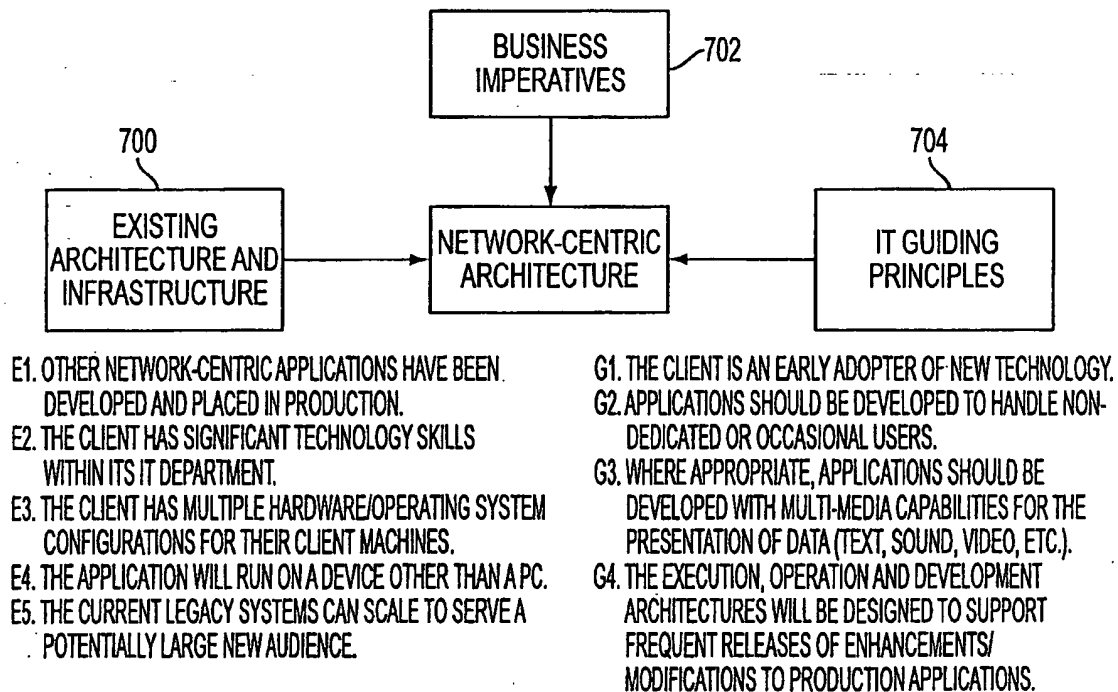 BUSINESS
IMPERATIVES
702
700
704
EXISTING
ARCHITECTURE AND
INFRASTRUCTURE
NETWORK-CENTRIC
ARCHITECTURE
IT GUIDING
PRINCIPLES
E1. OTHER NETWORK-CENTRIC APPLICATIONS HAVE BEEN
DEVELOPED AND PLACED IN PRODUCTION.
E2. THE CLIENT HAS SIGNIFICANT TECHNOLOGY SKILLS
WITHIN ITS IT DEPARTMENT.
E3. THE CLIENT HAS MULTIPLE HARDWARE/OPERATING SYSTEM
CONFIGURATIONS FOR THEIR CLIENT MACHINES.
E4. THE APPLICATION WILL RUN ON A DEVICE OTHER THAN A PC.
E5. THE CURRENT LEGACY SYSTEMS CAN SCALE TO SERVE A
POTENTIALLY LARGE NEW AUDIENCE.
G1. THE CLIENT IS AN EARLY ADOPTER OF NEW TECHNOLOGY.
G2. APPLICATIONS SHOULD BE DEVELOPED TO HANDLE NON-
DEDICATED OR OCCASIONAL USERS.
G3. WHERE APPROPRIATE, APPLICATIONS SHOULD BE
DEVELOPED WITH MULTI-MEDIA CAPABILITIES FOR THE
PRESENTATION OF DATA (TEXT, SOUND, VIDEO, ETC.).
G4. THE EXECUTION, OPERATION AND DEVELOPMENT
ARCHITECTURES WILL BE DESIGNED TO SUPPORT
FREQUENT RELEASES OF ENHANCEMENTS/
MODIFICATIONS TO PRODUCTION APPLICATIONS.